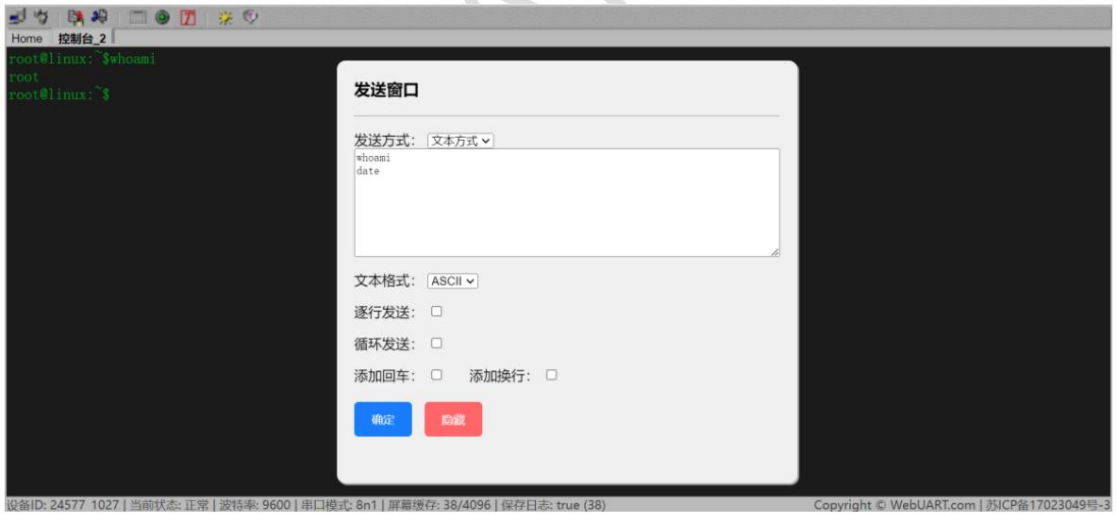 Home 控制台_2
root@linux:~$whoami
root
root@linux:~$
发送窗口
发送方式： 文本方式
whoami
date
文本格式： ASCII
逐行发送：
循环发送：
添加回车： 添加换行：
确定 隐藏
设备ID: 24577_1027 | 当前状态: 正常 | 波特率: 9600 | 串口模式: 8n1 | 屏幕缓存: 38/4096 | 保存日志: true (38) Copyright © WebUART.com | 苏ICP备17023049号-3